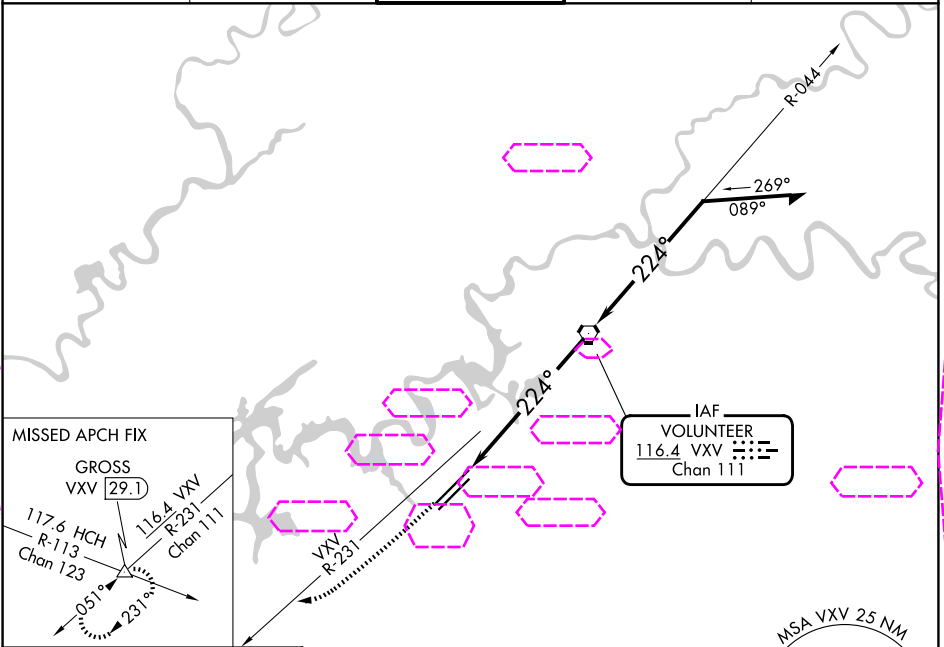 R-044
269°
089°
224°
224°
IAF
VOLUNTEER
116.4 VXV
Chan 111
VXV
R-231
MISSED APCH FIX
GROSS
VXV 29.1
117.6 HCH
R-113
Chan 123
116.4 VXV
R-231
Chan 111
051°
231°
MSA VXV 25 NM